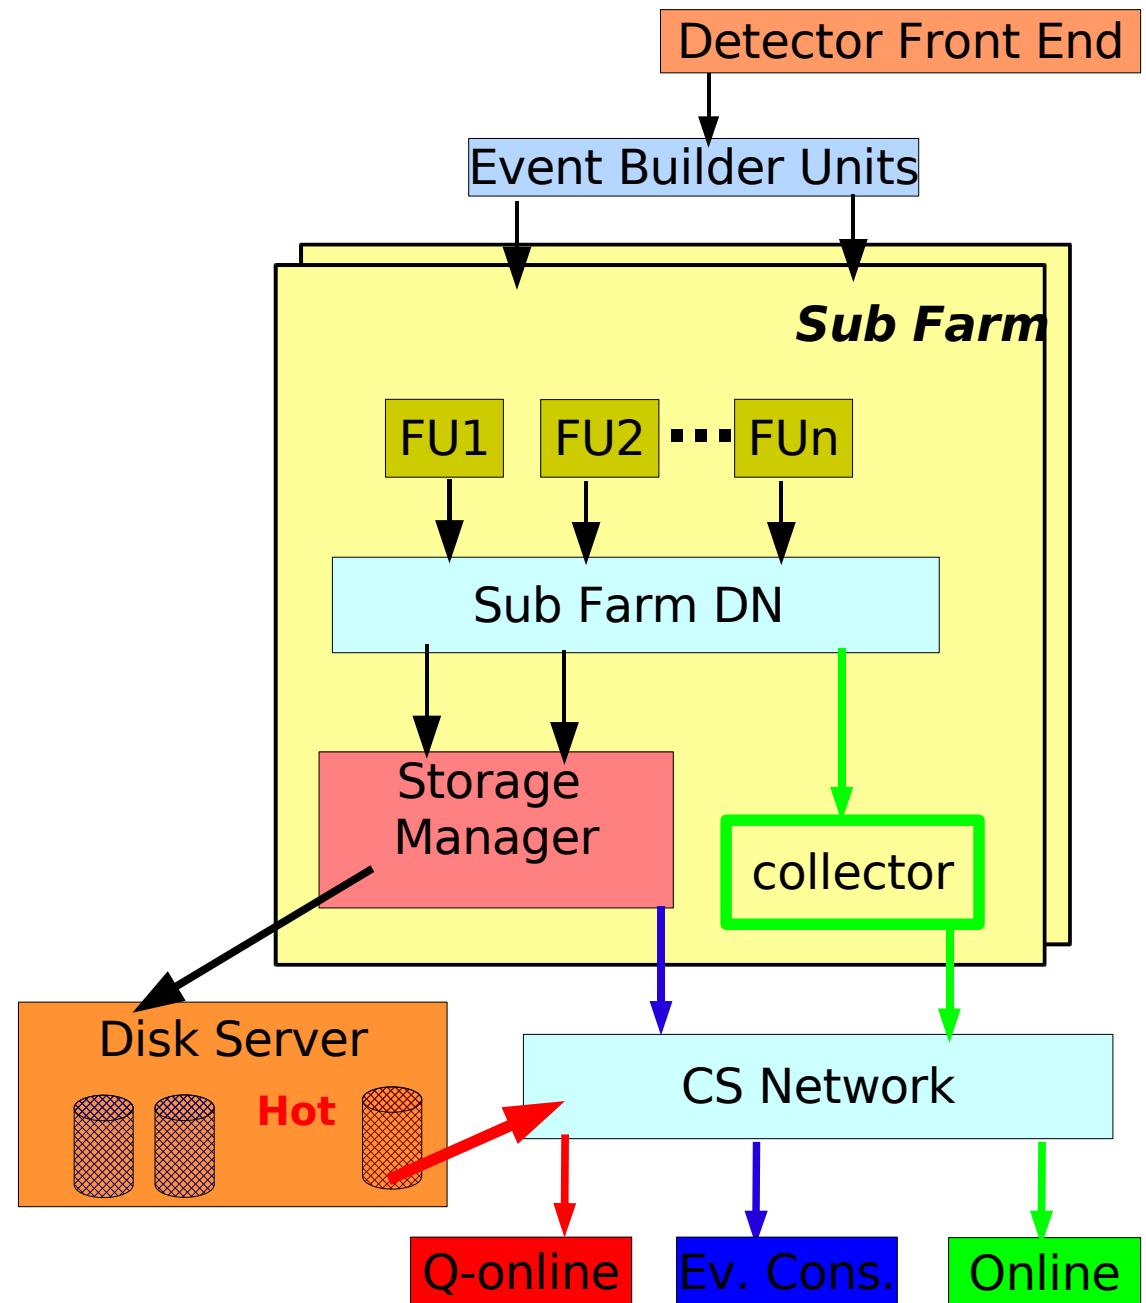 Detector Front End
Event Builder Units
Sub Farm
FU1 FU2 FUn
Sub Farm DN
Storage
Manager
collector
Disk Server
Hot
CS Network
Q-online Ev. Cons. Online